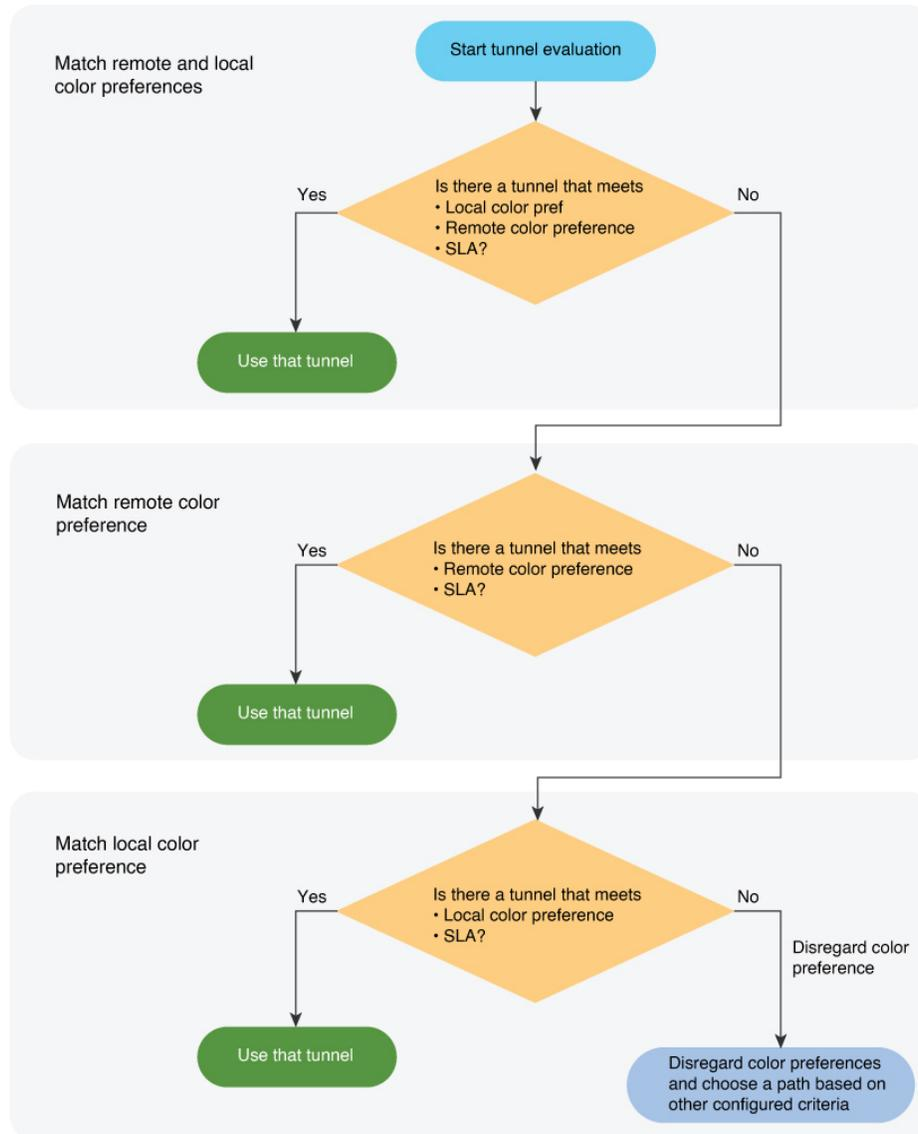 Match remote and local
color preferences
Start tunnel evaluation
Is there a tunnel that meets
• Local color pref
• Remote color preference
• SLA?
Yes
No
Use that tunnel
Match remote color
preference
Is there a tunnel that meets
• Remote color preference
• SLA?
Yes
No
Use that tunnel
Match local color
preference
Is there a tunnel that meets
• Local color preference
• SLA?
Yes
No
Disregard color
preference
Use that tunnel
Disregard color preferences
and choose a path based on
other configured criteria